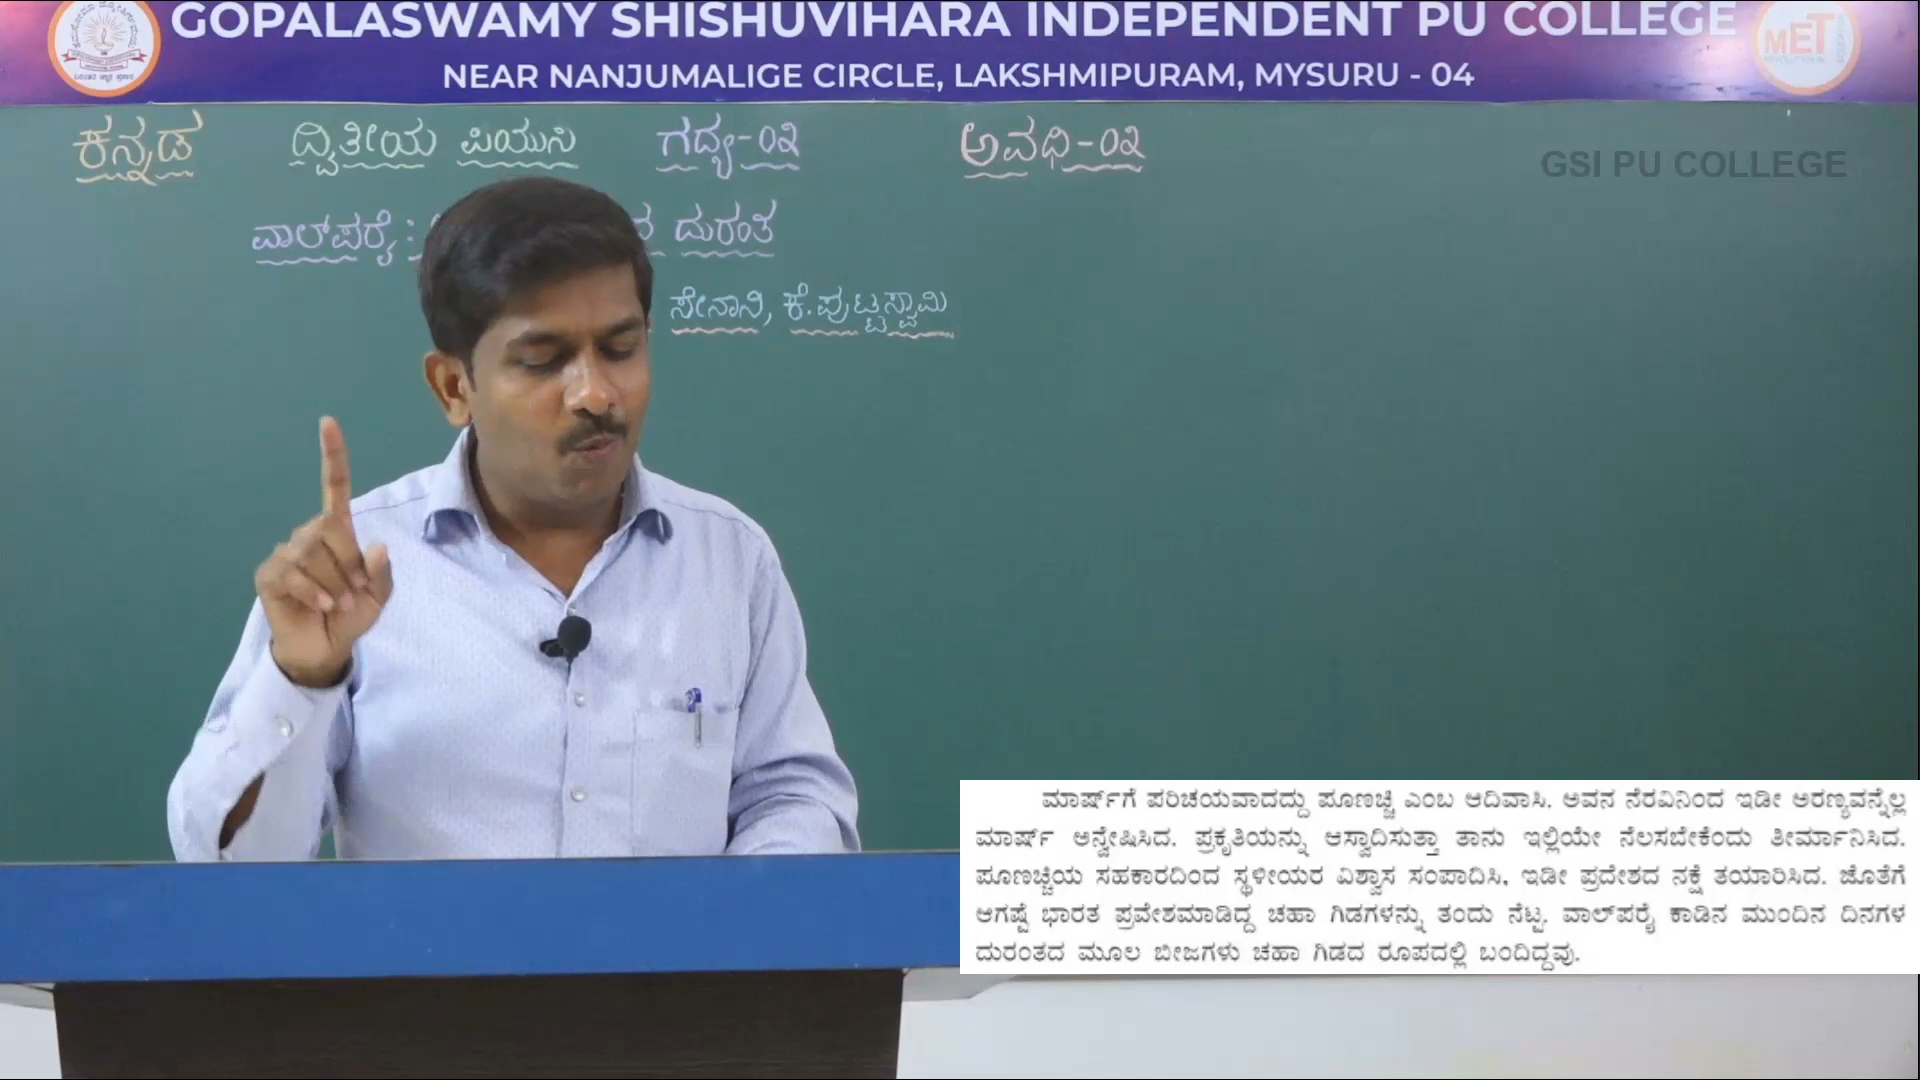 GOPALASWAMY SHISHUVIHARA INDEPENDENT PU COLLEGE
NEAR NANJUMALIGE CIRCLE, LAKSHMIPURAM, MYSURU - 04
MET
ಕನ್ನಡ ದ್ವಿತೀಯ ಪಿಯುಸಿ ಗದ್ಯ-೦೩ ಅವಧಿ-೦೩
GSI PU COLLEGE
ವಾಲ್‌ಪರೈ: ದುರಂತ
ಸೇನಾನಿ, ಕೆ.ಪುಟ್ಟಸ್ವಾಮಿ
ಮಾರ್ಷ್‌ಗೆ ಪರಿಚಯವಾದದ್ದು ಪೂಣಚ್ಚಿ ಎಂಬ ಆದಿವಾಸಿ. ಅವನ ನೆರವಿನಿಂದ ಇಡೀ ಅರಣ್ಯವನ್ನೆಲ್ಲ
ಮಾರ್ಷ್ ಅನ್ವೇಷಿಸಿದ. ಪ್ರಕೃತಿಯನ್ನು ಆಸ್ವಾದಿಸುತ್ತಾ ತಾನು ಇಲ್ಲಿಯೇ ನೆಲಸಬೇಕೆಂದು ತೀರ್ಮಾನಿಸಿದ.
ಪೂಣಚ್ಚಿಯ ಸಹಕಾರದಿಂದ ಸ್ಥಳೀಯರ ವಿಶ್ವಾಸ ಸಂಪಾದಿಸಿ, ಇಡೀ ಪ್ರದೇಶದ ನಕ್ಷೆ ತಯಾರಿಸಿದ. ಜೊತೆಗೆ
ಆಗಷ್ಟೆ ಭಾರತ ಪ್ರವೇಶಮಾಡಿದ್ದ ಚಹಾ ಗಿಡಗಳನ್ನು ತಂದು ನೆಟ್ಟ. ವಾಲ್‌ಪರೈ ಕಾಡಿನ ಮುಂದಿನ ದಿನಗಳ
ದುರಂತದ ಮೂಲ ಬೀಜಗಳು ಚಹಾ ಗಿಡದ ರೂಪದಲ್ಲಿ ಬಂದಿದ್ದವು.